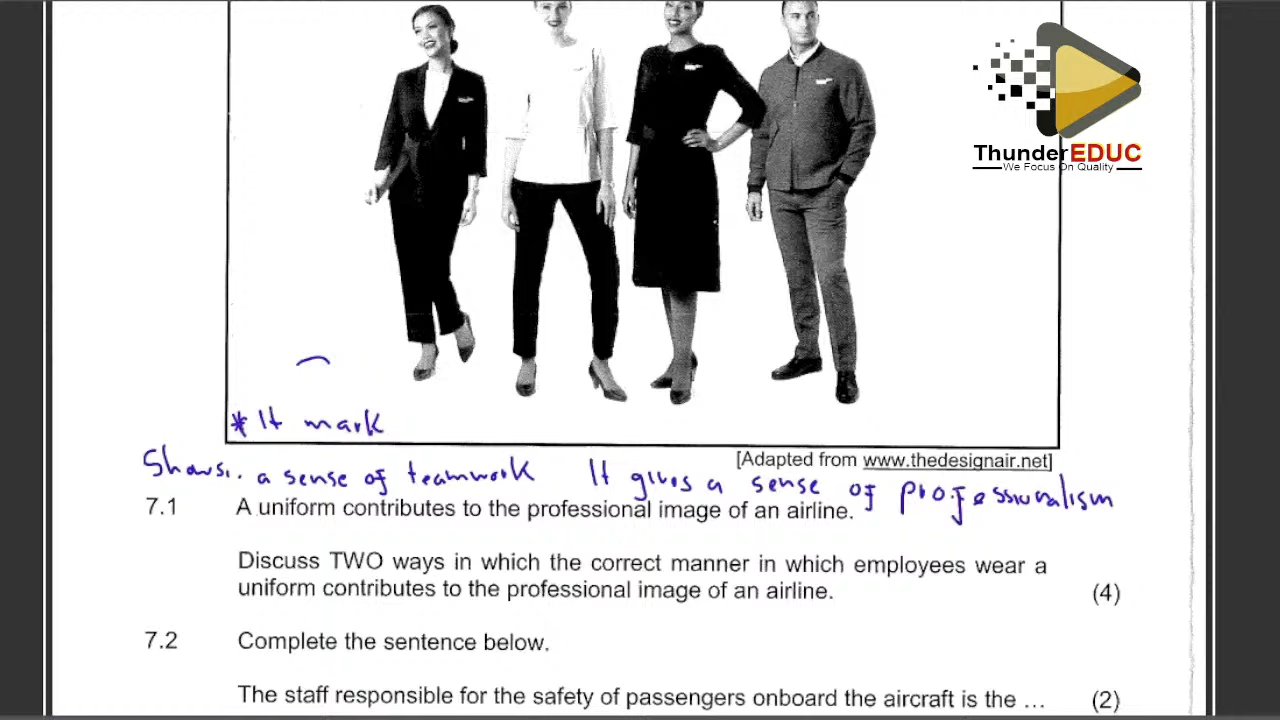 ThunderEDUC
We Focus On Quality
* It mark
[Adapted from www.thedesignair.net]
Shows.. a sense of teamwork It gives a sense of professionalism
7.1 A uniform contributes to the professional image of an airline.
Discuss TWO ways in which the correct manner in which employees wear a
uniform contributes to the professional image of an airline. (4)
7.2 Complete the sentence below.
The staff responsible for the safety of passengers onboard the aircraft is the ... (2)